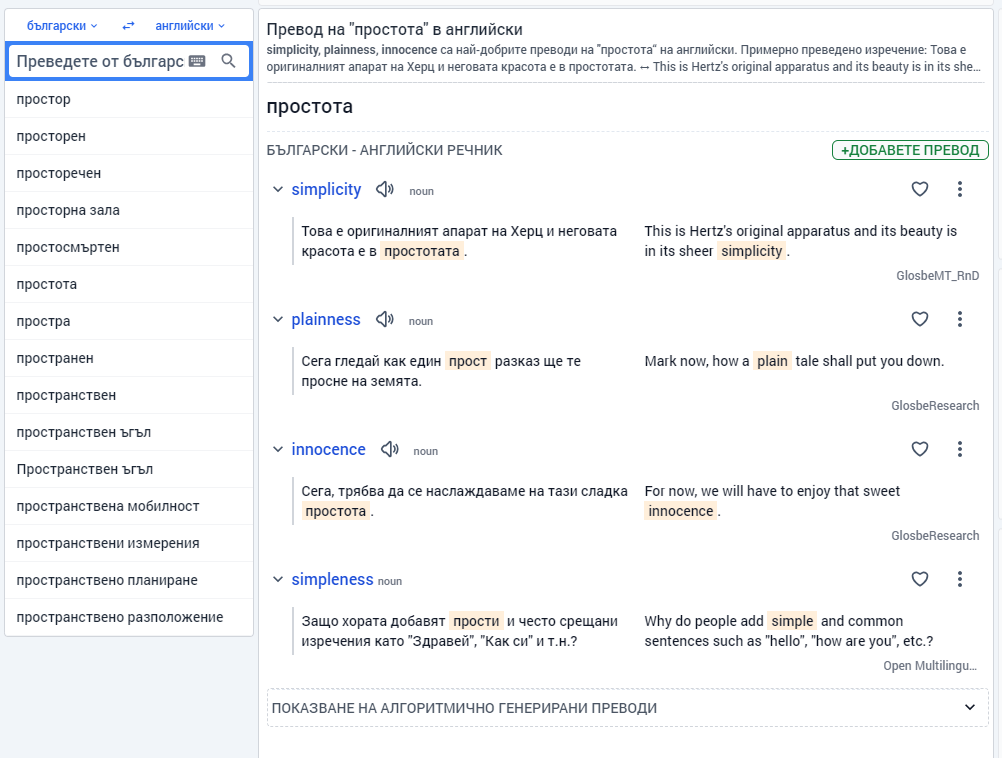 български английски
Преведете от българс
простор
просторен
просторечен
просторна зала
простосмъртен
простота
простра
пространен
пространствен
пространствен ъгъл
Пространствен ъгъл
пространствена мобилност
пространствени измерения
пространствено планиране
пространствено разположение
Превод на "простота" в английски
simplicity, plainness, innocence са най-добрите преводи на "простота" на английски. Примерно преведено изречение: Това е
оригиналният апарат на Херц и неговата красота е в простотата. ↔ This is Hertz's original apparatus and its beauty is in its she…
простота
БЪЛГАРСКИ - АНГЛИЙСКИ РЕЧНИК
+ДОБАВЕТЕ ПРЕВОД
simplicity noun
Това е оригиналният апарат на Херц и неговата
красота е в простотата.
This is Hertz's original apparatus and its beauty is
in its sheer simplicity.
GlosbeMT_RnD
plainness noun
Сега гледай как един прост разказ ще те
просне на земята.
Mark now, how a plain tale shall put you down.
GlosbeResearch
innocence noun
Сега, трябва да се наслаждаваме на тази сладка
простота.
For now, we will have to enjoy that sweet
innocence.
GlosbeResearch
simpleness noun
Защо хората добавят прости и често срещани
изречения като "Здравей", "Как си" и т.н.?
Why do people add simple and common
sentences such as "hello", "how are you", etc.?
Open Multilingu…
ПОКАЗВАНЕ НА АЛГОРИТМИЧНО ГЕНЕРИРАНИ ПРЕВОДИ